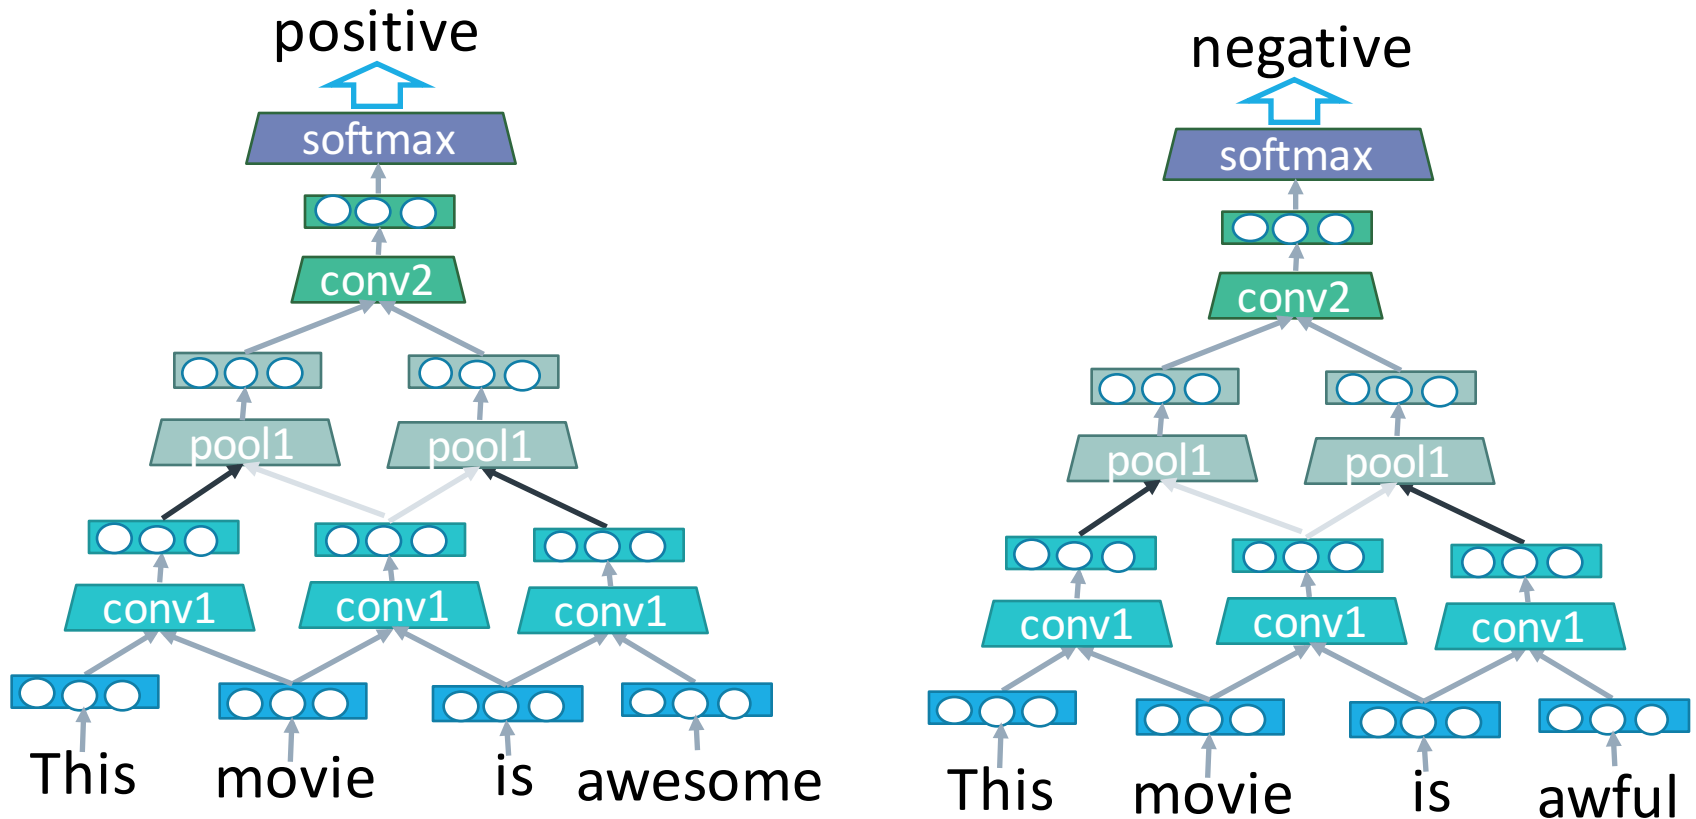 positive
softmax
conv2
pool1 pool1
conv1 conv1 conv1
This movie is awesome
negative
softmax
conv2
pool1 pool1
conv1 conv1 conv1
This movie is awful